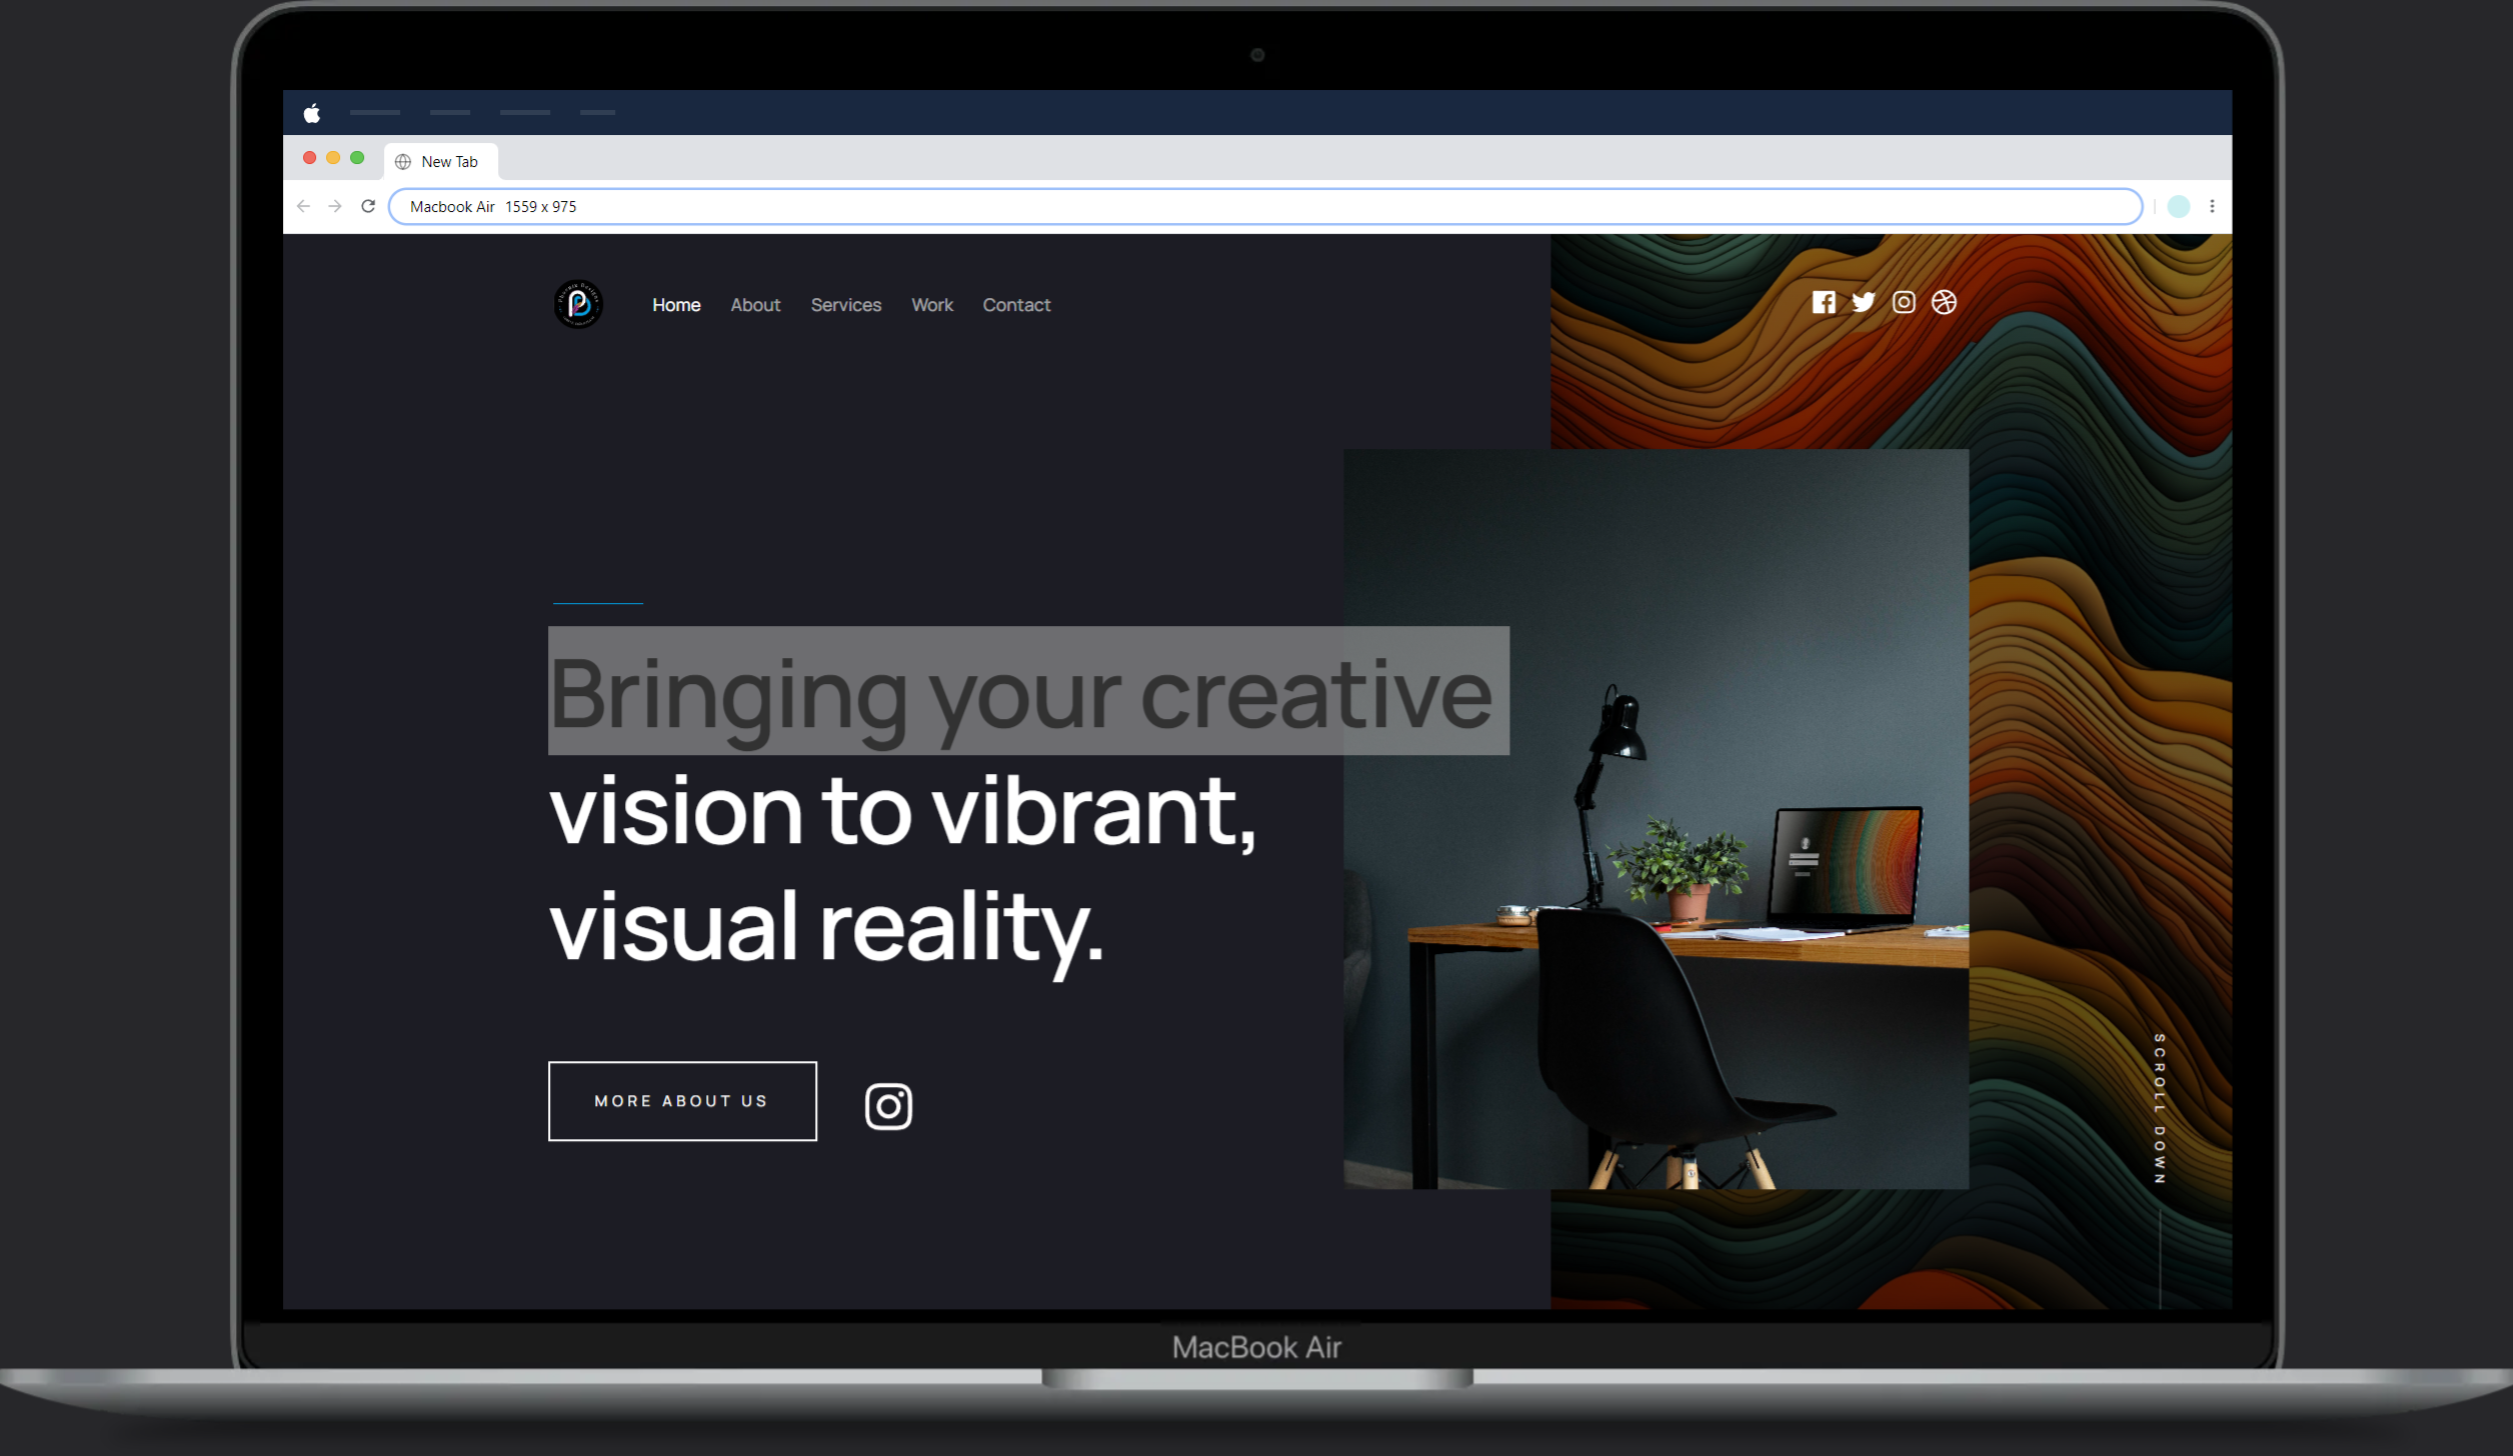 New Tab
Macbook Air 1559 x 975
Home About Services Work Contact
Bringing your creative
vision to vibrant,
visual reality.
MORE ABOUT US
SCROLL DOWN
MacBook Air